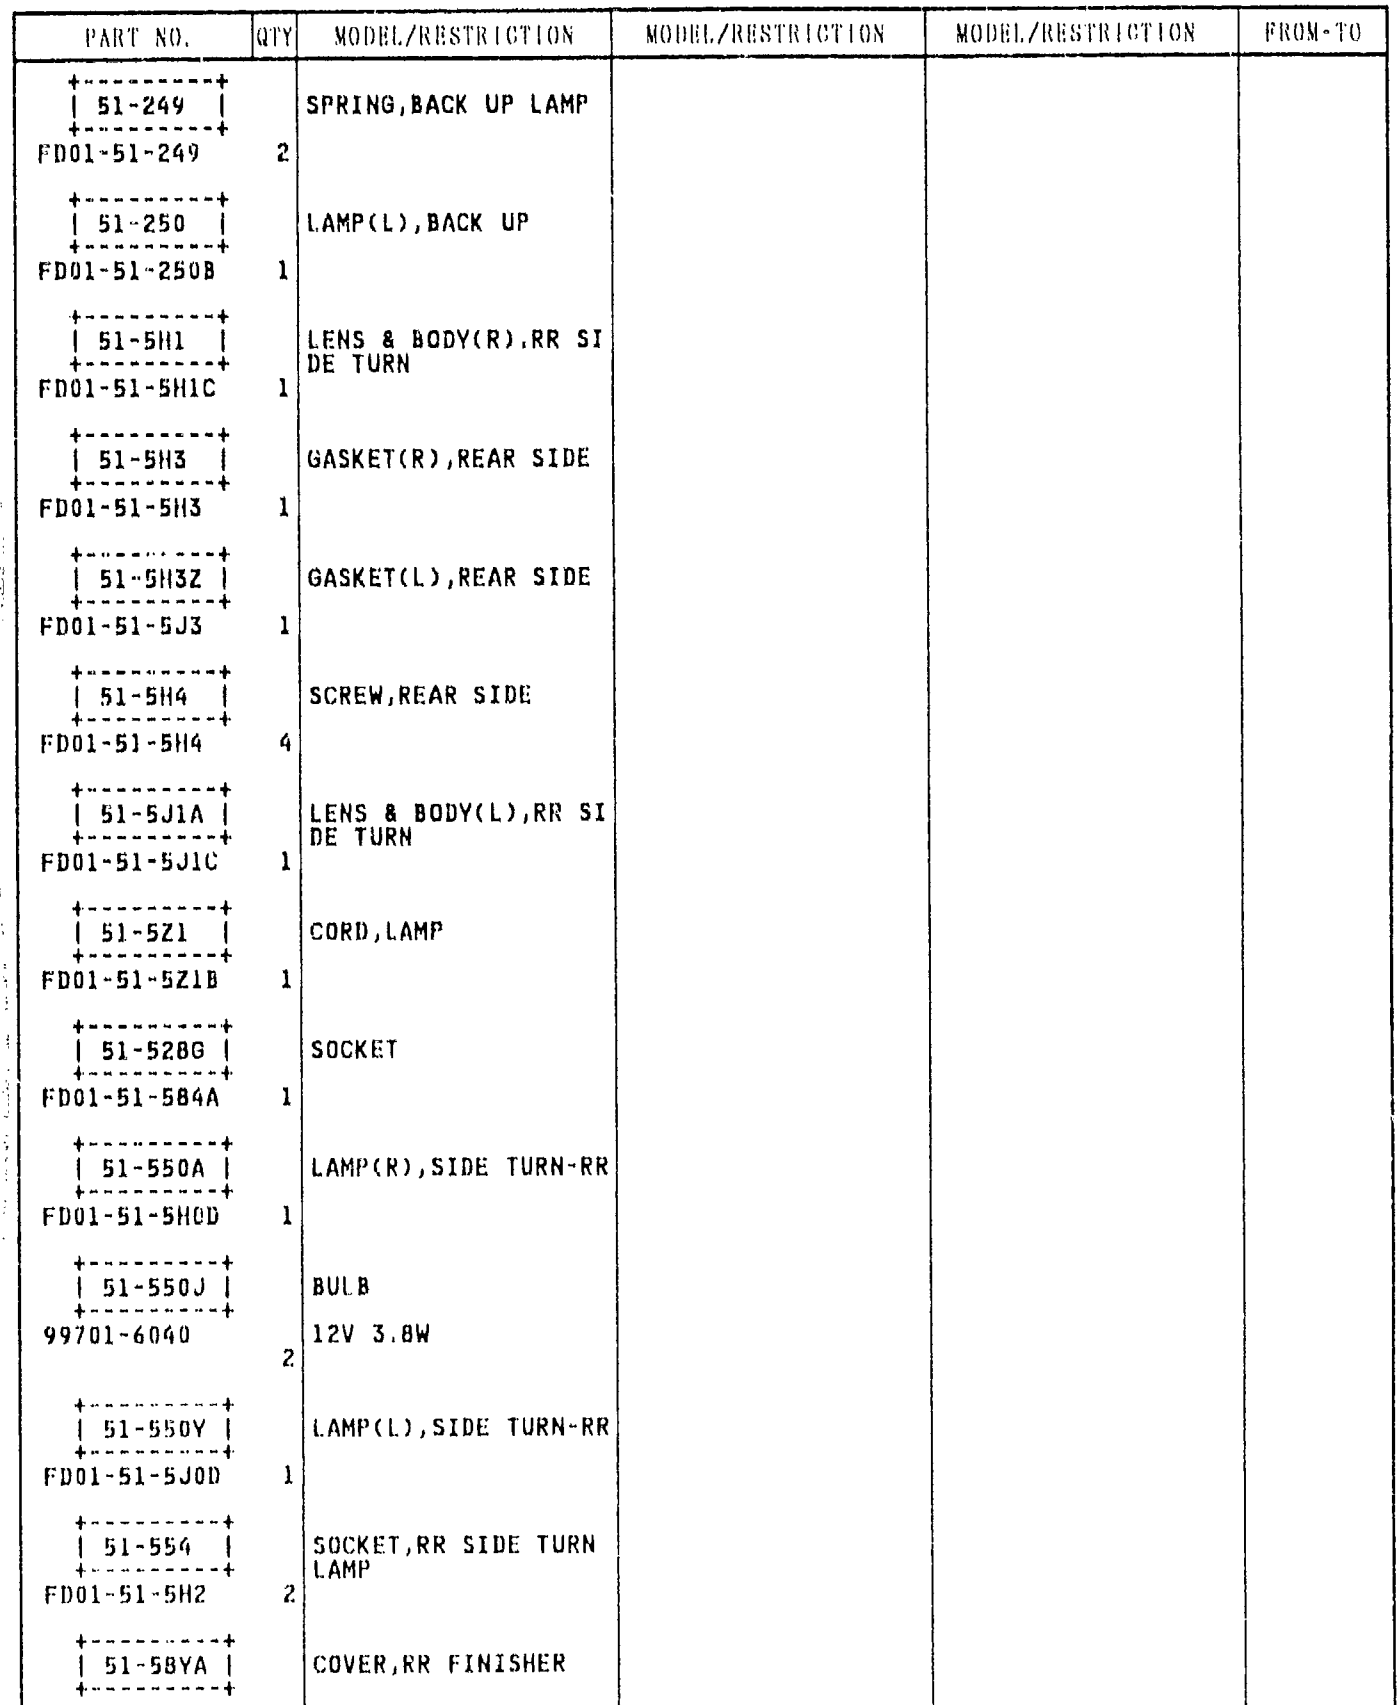 PART NO. QTY MODEL/RESTRICTION MODEL/RESTRICTION MODEL/RESTRICTION FROM-TO
51-249 SPRING,BACK UP LAMP
FD01-51-249 2
51-250 LAMP(L),BACK UP
FD01-51-250B 1
51-5H1 LENS & BODY(R),RR SI
DE TURN
FD01-51-5H1C 1
51-5H3 GASKET(R),REAR SIDE
FD01-51-5H3 1
51-5H3Z GASKET(L),REAR SIDE
FD01-51-5J3 1
51-5H4 SCREW,REAR SIDE
FD01-51-5H4 4
51-5J1A LENS & BODY(L),RR SI
DE TURN
FD01-51-5J1C 1
51-5Z1 CORD,LAMP
FD01-51-5Z1B 1
51-528G SOCKET
FD01-51-584A 1
51-550A LAMP(R),SIDE TURN-RR
FD01-51-5H0D 1
51-550J BULB
99701-6040 12V 3.8W
2
51-550Y LAMP(L),SIDE TURN-RR
FD01-51-5J0D 1
51-554 SOCKET,RR SIDE TURN
LAMP
FD01-51-5H2 2
51-58YA COVER,RR FINISHER